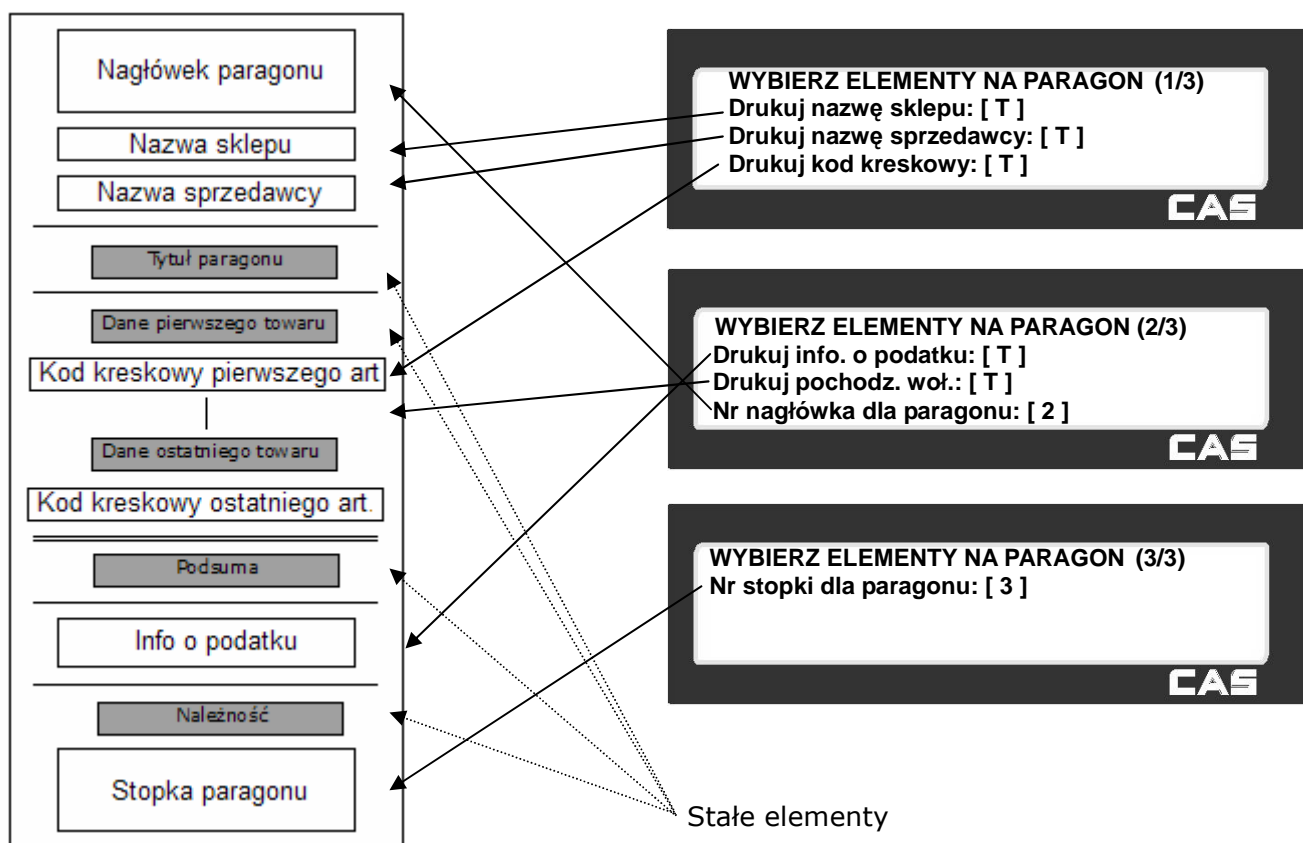 Nagłówek paragonu
Nazwa sklepu
Nazwa sprzedawcy
Tytuł paragonu
Dane pierwszego towaru
Kod kreskowy pierwszego art
Dane ostatniego towaru
Kod kreskowy ostatniego art.
Podsuma
Info o podatku
Należność
Stopka paragonu
WYBIERZ ELEMENTY NA PARAGON (1/3)
Drukuj nazwę sklepu: [ T ]
Drukuj nazwę sprzedawcy: [ T ]
Drukuj kod kreskowy: [ T ]
CAS
WYBIERZ ELEMENTY NA PARAGON (2/3)
Drukuj info. o podatku: [ T ]
Drukuj pochodz. woł.: [ T ]
Nr nagłówka dla paragonu: [ 2 ]
CAS
WYBIERZ ELEMENTY NA PARAGON (3/3)
Nr stopki dla paragonu: [ 3 ]
CAS
Stałe elementy